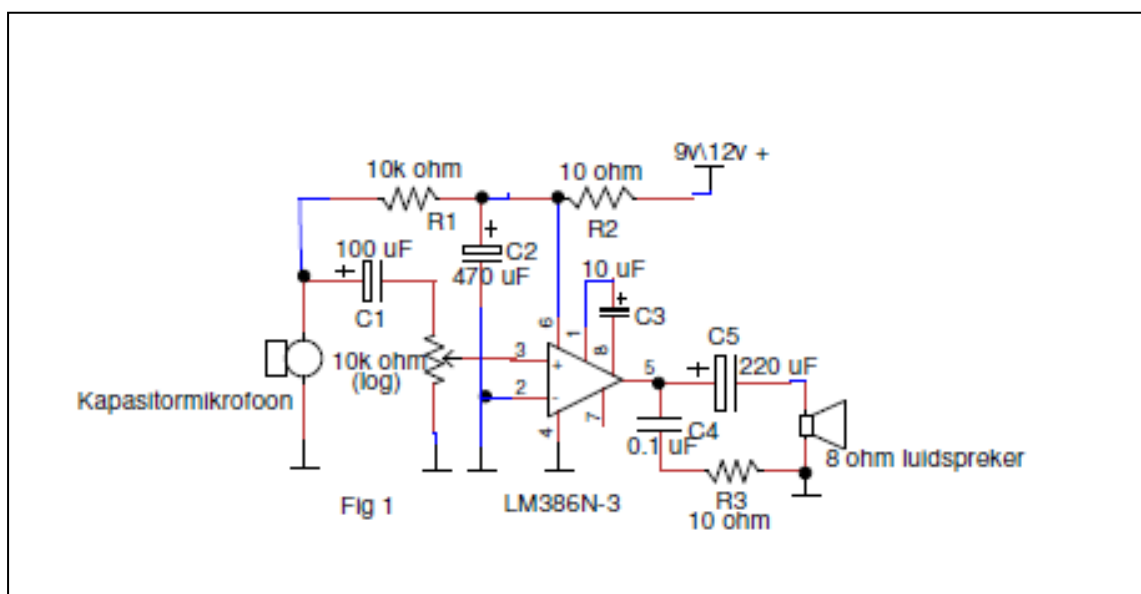 9v\12v +
10k ohm
10 ohm
R1
R2
+
C2
100 uF
470 uF
10 uF
+
C3
+
C1
6
1
8
C5
10k ohm
(log)
3
+
5
+
220 uF
Kapasitormikrofoon
2
-
7
4
C4
0.1 uF
8 ohm luidspreker
R3
Fig 1
LM386N-3
10 ohm